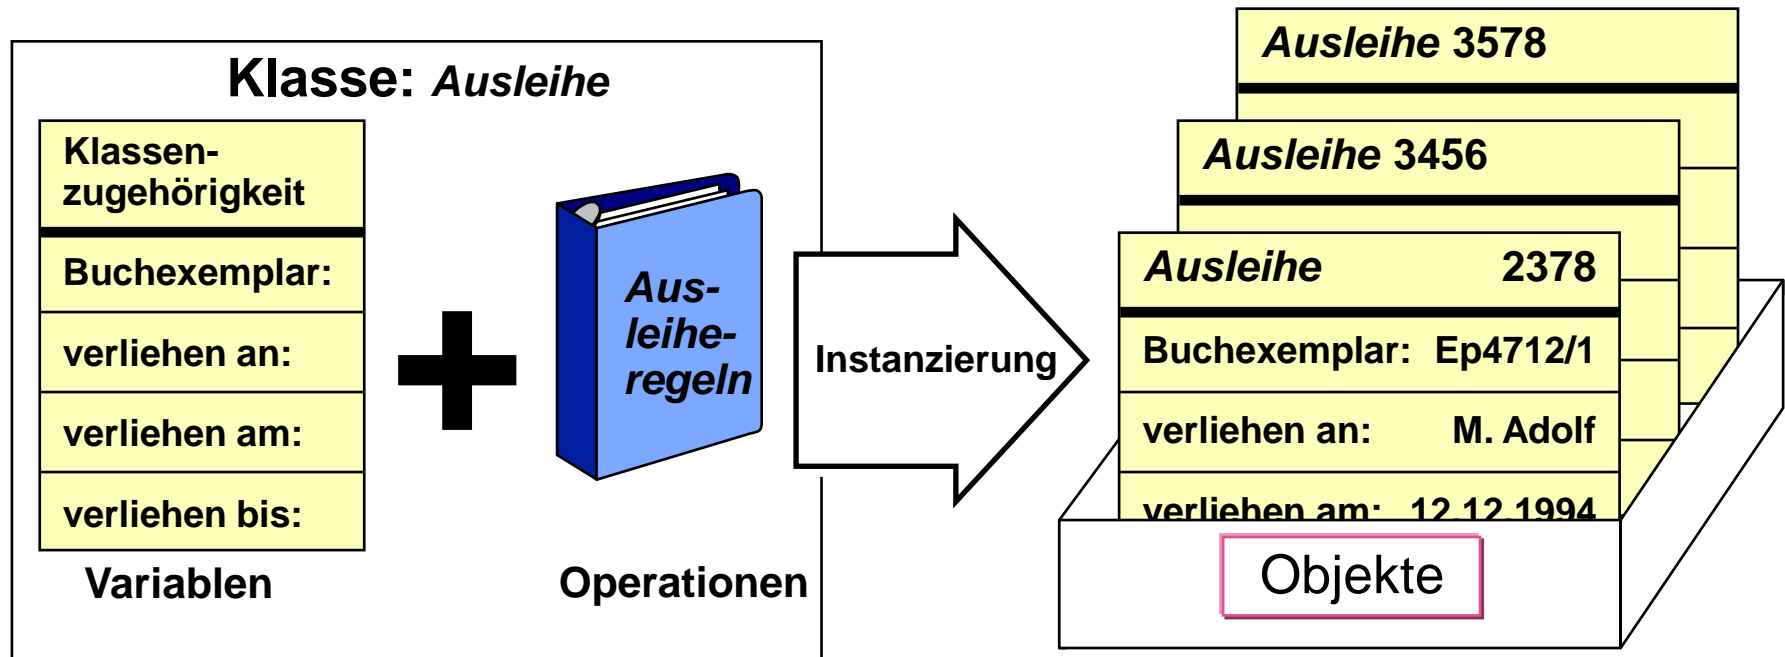 Klasse: Ausleihe
Klassen-
zugehörigkeit
Buchexemplar:
verliehen an:
verliehen am:
verliehen bis:
Variablen
Aus-
leihe-
regeln
Operationen
Instanzierung
Ausleihe 3578
Ausleihe 3456
Ausleihe 2378
Buchexemplar: Ep4712/1
verliehen an: M. Adolf
verliehen am: 12.12.1994
Objekte